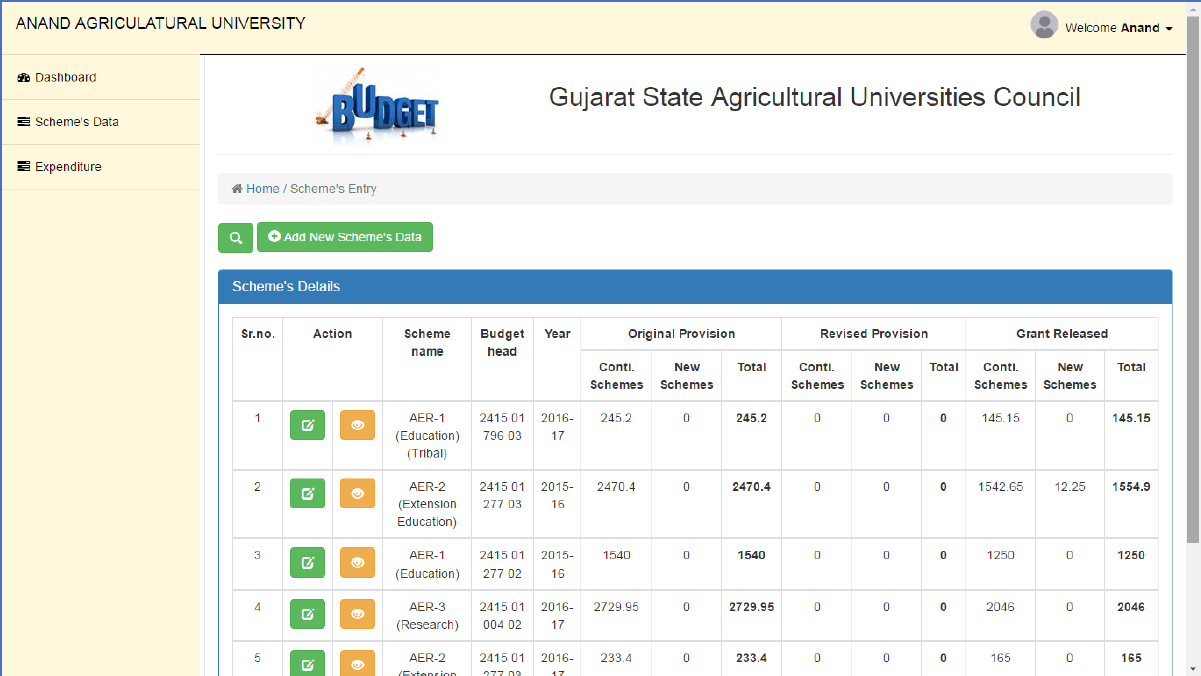 ANAND AGRICULATURAL UNIVERSITY
Welcome Anand
Dashboard
Scheme's Data
Expenditure
BUDGET
Gujarat State Agricultural Universities Council
Home / Scheme's Entry
Add New Scheme's Data
Scheme's Details
Sr.no. Action Scheme name Budget head Year Original Provision Revised Provision Grant Released
Conti. Schemes New Schemes Total Conti. Schemes New Schemes Total Conti. Schemes New Schemes Total
1 AER-1 (Education) (Tribal) 2415 01 796 03 2016-17 245.2 0 245.2 0 0 0 145.15 0 145.15
2 AER-2 (Extension Education) 2415 01 277 03 2015-16 2470.4 0 2470.4 0 0 0 1542.65 12.25 1554.9
3 AER-1 (Education) 2415 01 277 02 2015-16 1540 0 1540 0 0 0 1250 0 1250
4 AER-3 (Research) 2415 01 004 02 2016-17 2729.95 0 2729.95 0 0 0 2046 0 2046
5 AER-2 (Extension 2415 01 277 03 2016-17 233.4 0 233.4 0 0 0 165 0 165